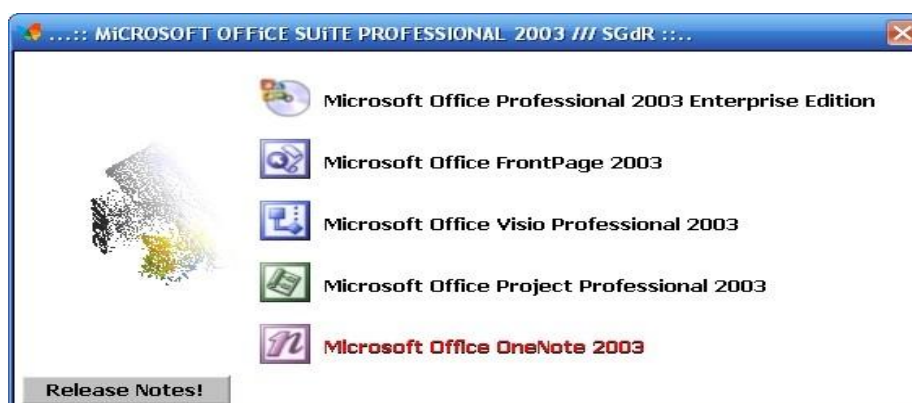 ...:: MiCROSOFT OFFiCE SUiTE PROFESSIONAL 2003 /// SGdR ::..
Microsoft Office Professional 2003 Enterprise Edition
Microsoft Office FrontPage 2003
Microsoft Office Visio Professional 2003
Microsoft Office Project Professional 2003
Microsoft Office OneNote 2003
Release Notes!